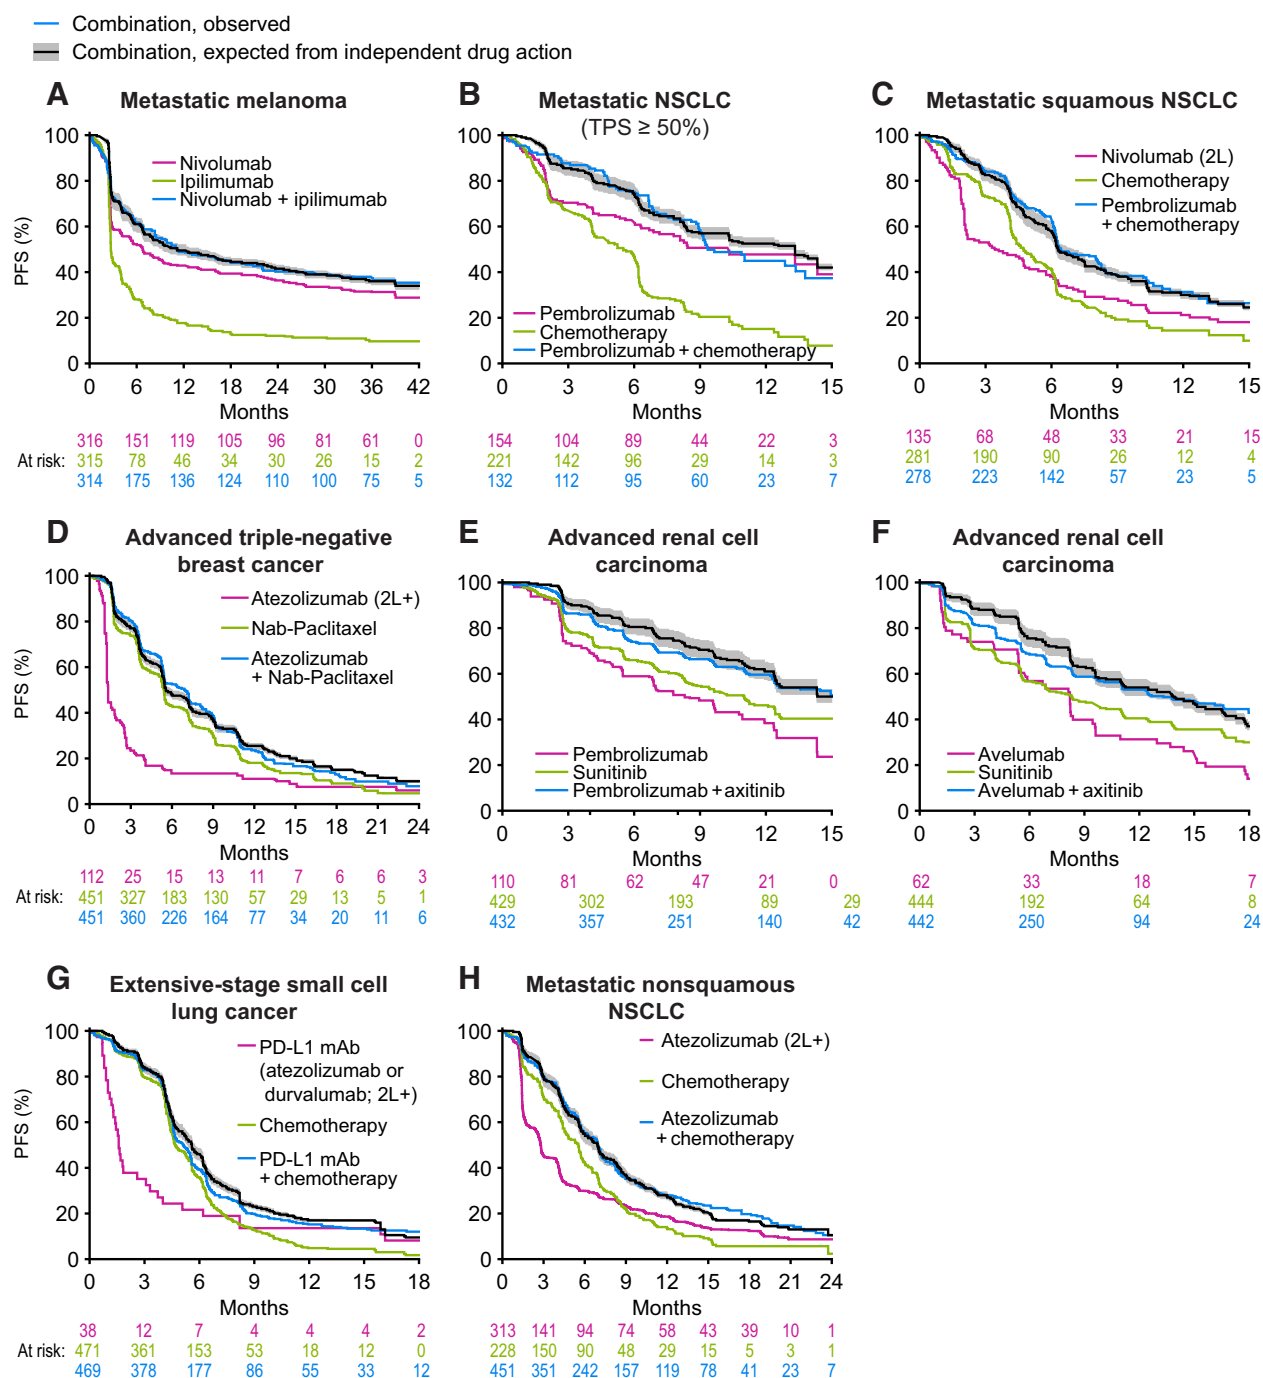 Combination, observed
Combination, expected from independent drug action
A Metastatic melanoma
PFS (%)
100
80
60
40
20
0
Nivolumab
Ipilimumab
Nivolumab + ipilimumab
0 6 12 18 24 30 36 42
Months
At risk:
316 151 119 105 96 81 61 0
315 78 46 34 30 26 15 2
314 175 136 124 110 100 75 5
B Metastatic NSCLC
(TPS ≥ 50%)
100
80
60
40
20
0
Pembrolizumab
Chemotherapy
Pembrolizumab + chemotherapy
0 3 6 9 12 15
Months
154 104 89 44 22 3
221 142 96 29 14 3
132 112 95 60 23 7
C Metastatic squamous NSCLC
100
80
60
40
20
0
Nivolumab (2L)
Chemotherapy
Pembrolizumab
+ chemotherapy
0 3 6 9 12 15
Months
135 68 48 33 21 15
281 190 90 26 12 4
278 223 142 57 23 5
D Advanced triple-negative
breast cancer
PFS (%)
100
80
60
40
20
0
Atezolizumab (2L+)
Nab-Paclitaxel
Atezolizumab
+ Nab-Paclitaxel
0 3 6 9 12 15 18 21 24
Months
At risk:
112 25 15 13 11 7 6 6 3
451 327 183 130 57 29 13 5 1
451 360 226 164 77 34 20 11 6
E Advanced renal cell
carcinoma
100
80
60
40
20
0
Pembrolizumab
Sunitinib
Pembrolizumab + axitinib
0 3 6 9 12 15
Months
110 81 62 47 21 0
429 302 193 89 29
432 357 251 140 42
F Advanced renal cell
carcinoma
100
80
60
40
20
0
Avelumab
Sunitinib
Avelumab + axitinib
0 3 6 9 12 15 18
Months
62 33 18 7
444 192 64 8
442 250 94 24
G Extensive-stage small cell
lung cancer
PFS (%)
100
80
60
40
20
0
PD-L1 mAb
(atezolizumab or
durvalumab; 2L+)
Chemotherapy
PD-L1 mAb
+ chemotherapy
0 3 6 9 12 15 18
Months
At risk:
38 12 7 4 4 4 2
471 361 153 53 18 12 0
469 378 177 86 55 33 12
H Metastatic nonsquamous
NSCLC
100
80
60
40
20
0
Atezolizumab (2L+)
Chemotherapy
Atezolizumab
+ chemotherapy
0 3 6 9 12 15 18 21 24
Months
313 141 94 74 58 43 39 10 1
228 150 90 48 29 15 5 3 1
451 351 242 157 119 78 41 23 7